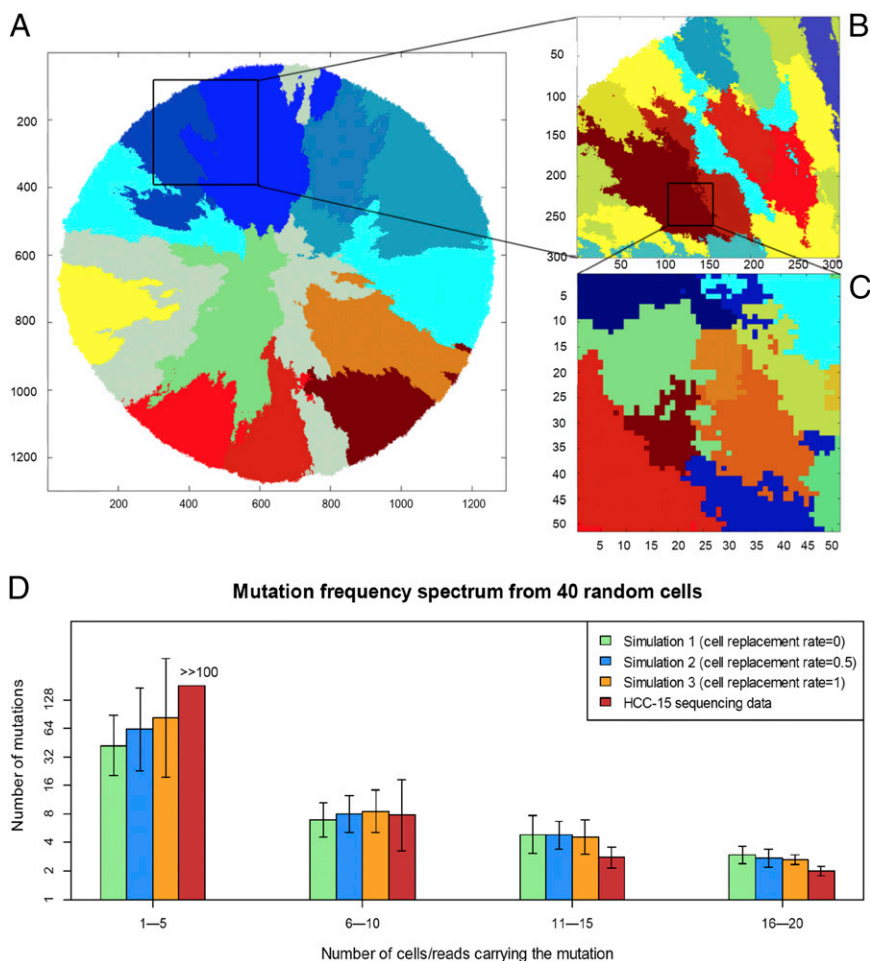 A
200
400
600
800
1000
1200
200 400 600 800 1000 1200
B
50
100
150
200
250
300
50 100 150 200 250 300
C
5
10
15
20
25
30
35
40
45
50
5 10 15 20 25 30 35 40 45 50
D
Mutation frequency spectrum from 40 random cells
Simulation 1 (cell replacement rate=0)
Simulation 2 (cell replacement rate=0.5)
Simulation 3 (cell replacement rate=1)
HCC-15 sequencing data
>>100
Number of mutations
128
64
32
16
8
4
2
1
1—5 6—10 11—15 16—20
Number of cells/reads carrying the mutation